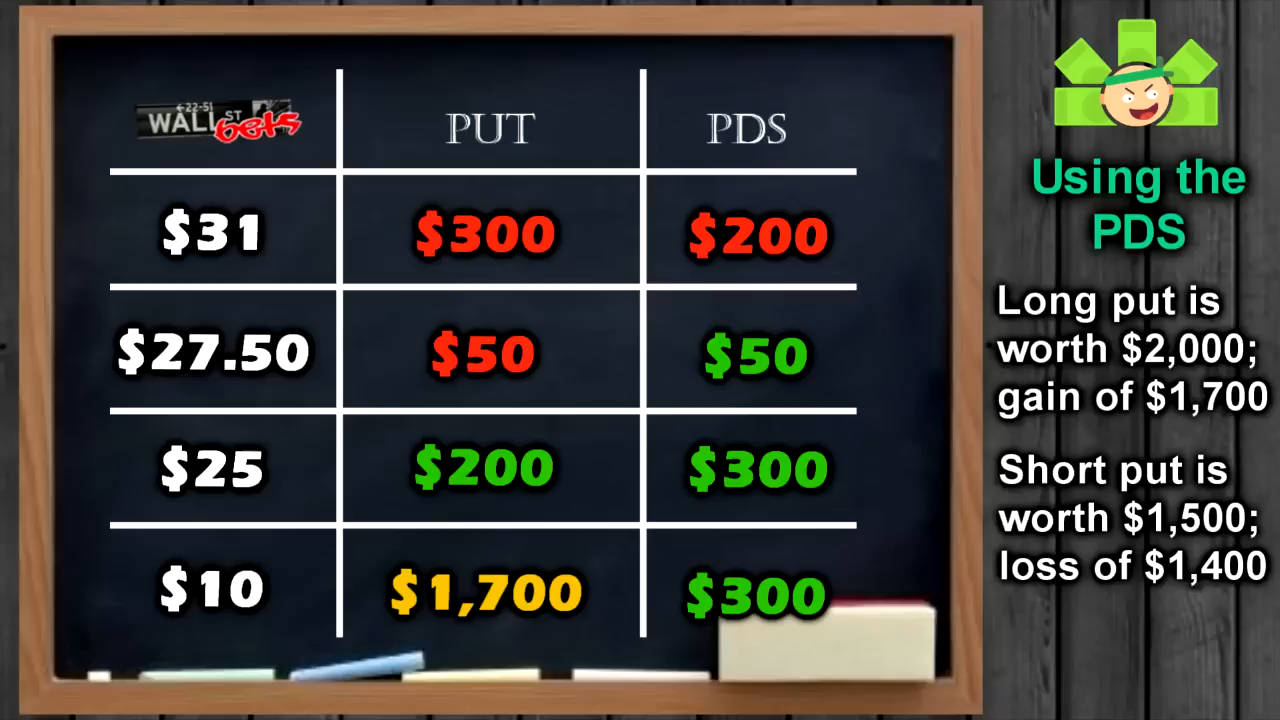 ←22-51
WALL ST bets PUT PDS
$31 $300 $200
$27.50 $50 $50
$25 $200 $300
$10 $1,700 $300
Using the
PDS
Long put is
worth $2,000;
gain of $1,700
Short put is
worth $1,500;
loss of $1,400